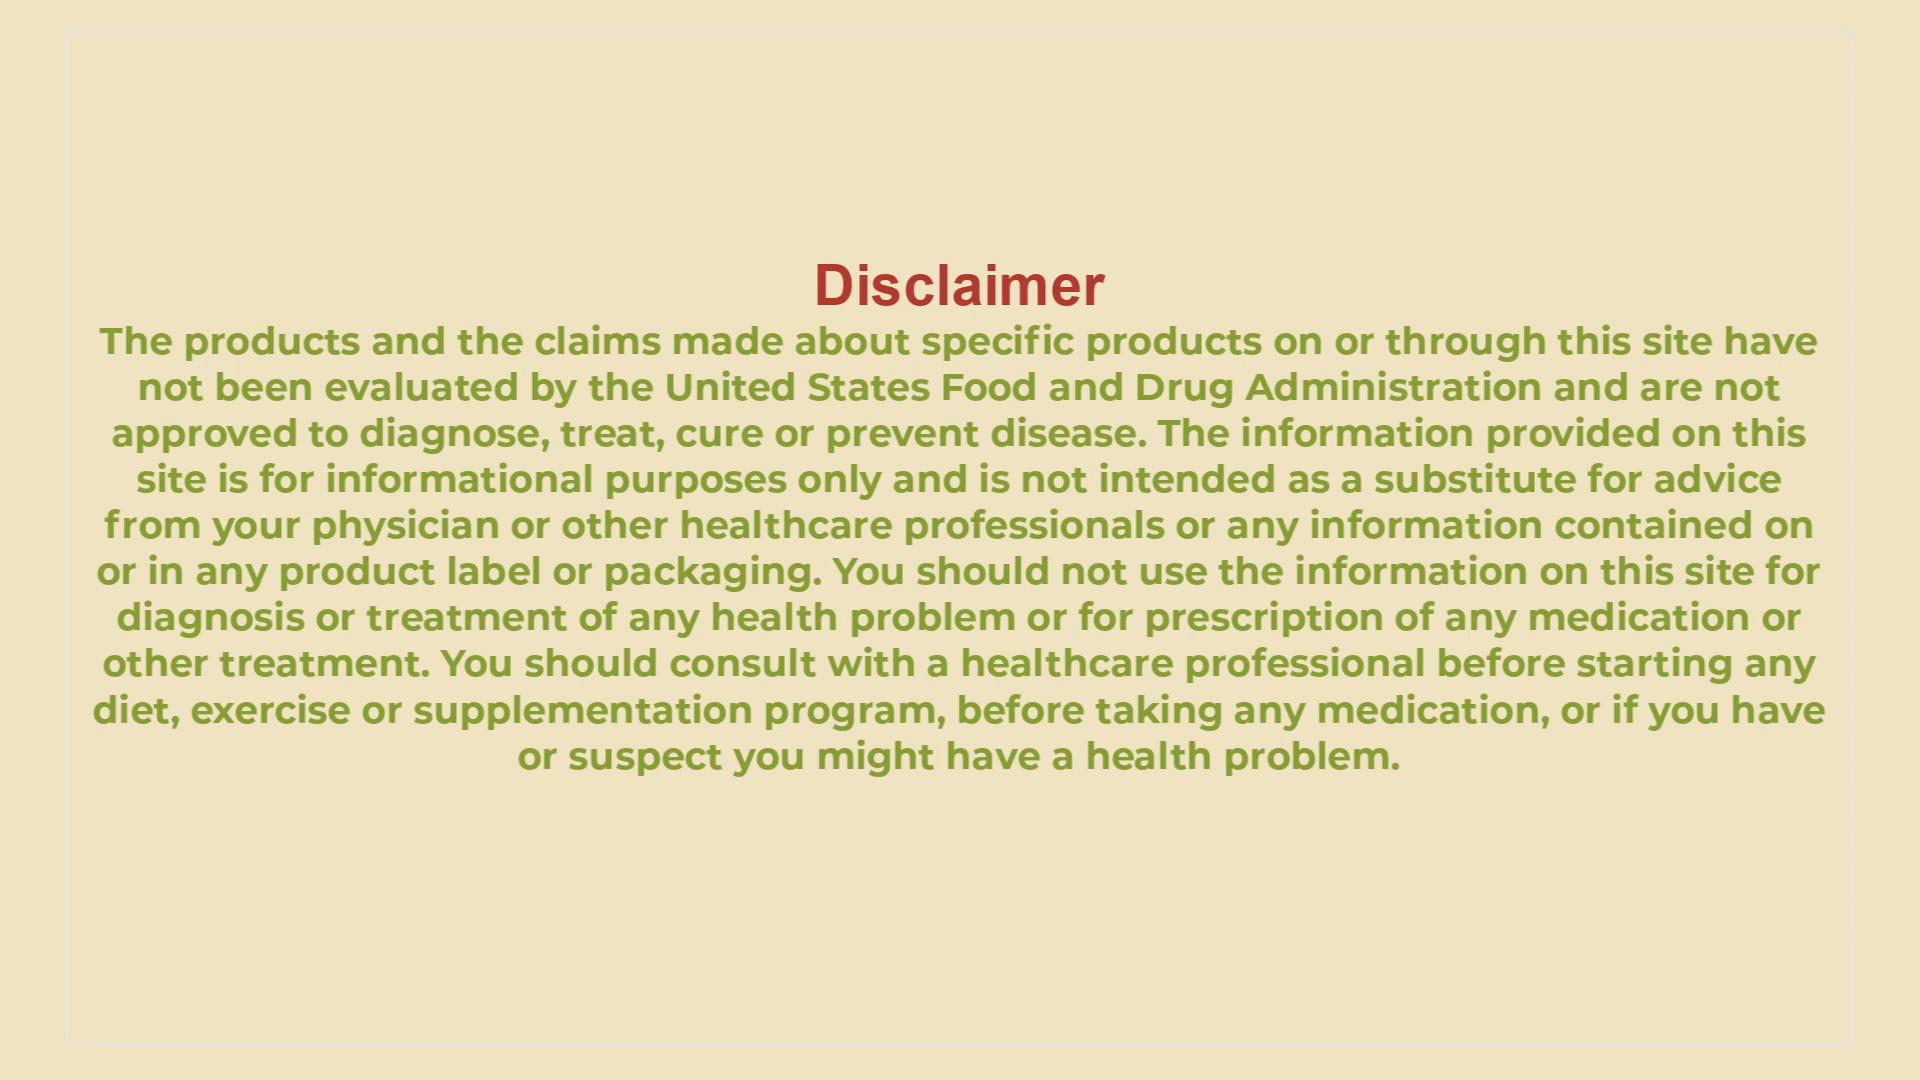 Disclaimer
The products and the claims made about specific products on or through this site have
not been evaluated by the United States Food and Drug Administration and are not
approved to diagnose, treat, cure or prevent disease. The information provided on this
site is for informational purposes only and is not intended as a substitute for advice
from your physician or other healthcare professionals or any information contained on
or in any product label or packaging. You should not use the information on this site for
diagnosis or treatment of any health problem or for prescription of any medication or
other treatment. You should consult with a healthcare professional before starting any
diet, exercise or supplementation program, before taking any medication, or if you have
or suspect you might have a health problem.